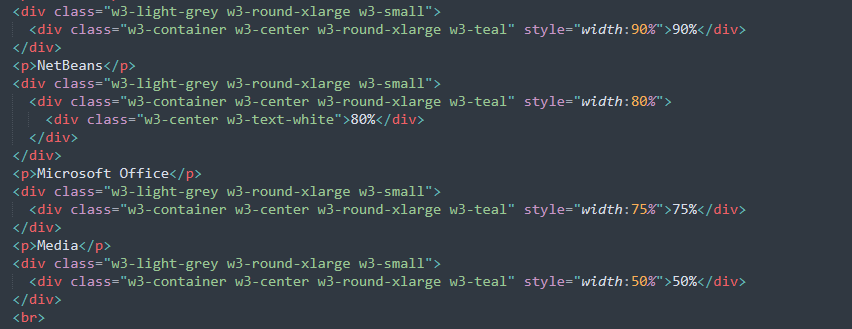 <div class="w3-light-grey w3-round-xlarge w3-small">
<div class="w3-container w3-center w3-round-xlarge w3-teal" style="width:90%">90%</div>
</div>
<p>NetBeans</p>
<div class="w3-light-grey w3-round-xlarge w3-small">
<div class="w3-container w3-center w3-round-xlarge w3-teal" style="width:80%">
<div class="w3-center w3-text-white">80%</div>
</div>
</div>
<p>Microsoft Office</p>
<div class="w3-light-grey w3-round-xlarge w3-small">
<div class="w3-container w3-center w3-round-xlarge w3-teal" style="width:75%">75%</div>
</div>
<p>Media</p>
<div class="w3-light-grey w3-round-xlarge w3-small">
<div class="w3-container w3-center w3-round-xlarge w3-teal" style="width:50%">50%</div>
</div>
<br>